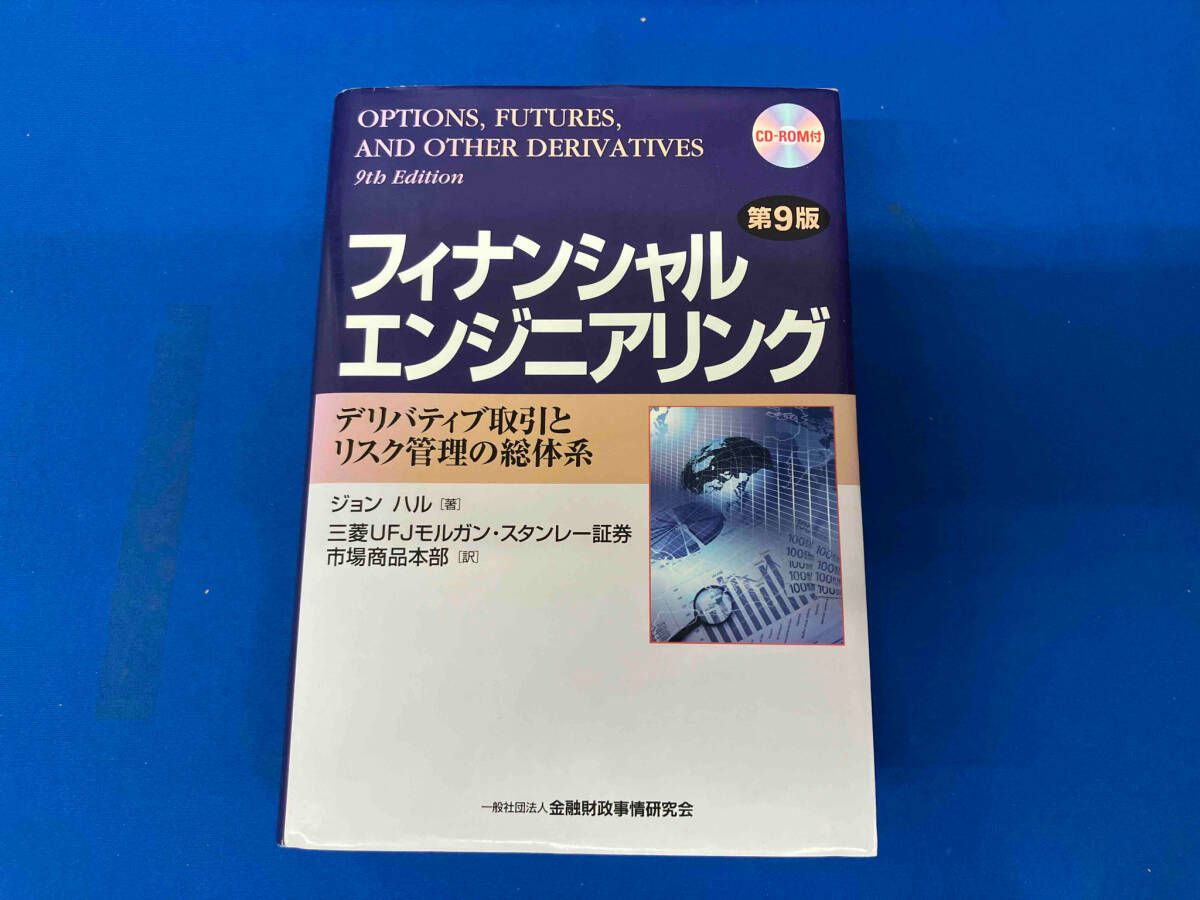 OPTIONS, FUTURES,
AND OTHER DERIVATIVES
9th Edition
CD-ROM付
第9版
フィナンシャル
エンジニアリング
デリバティブ取引と
リスク管理の総体系
ジョン ハル [著]
三菱UFJモルガン・スタンレー証券
市場商品本部 [訳]
一般社団法人 金融財政事情研究会